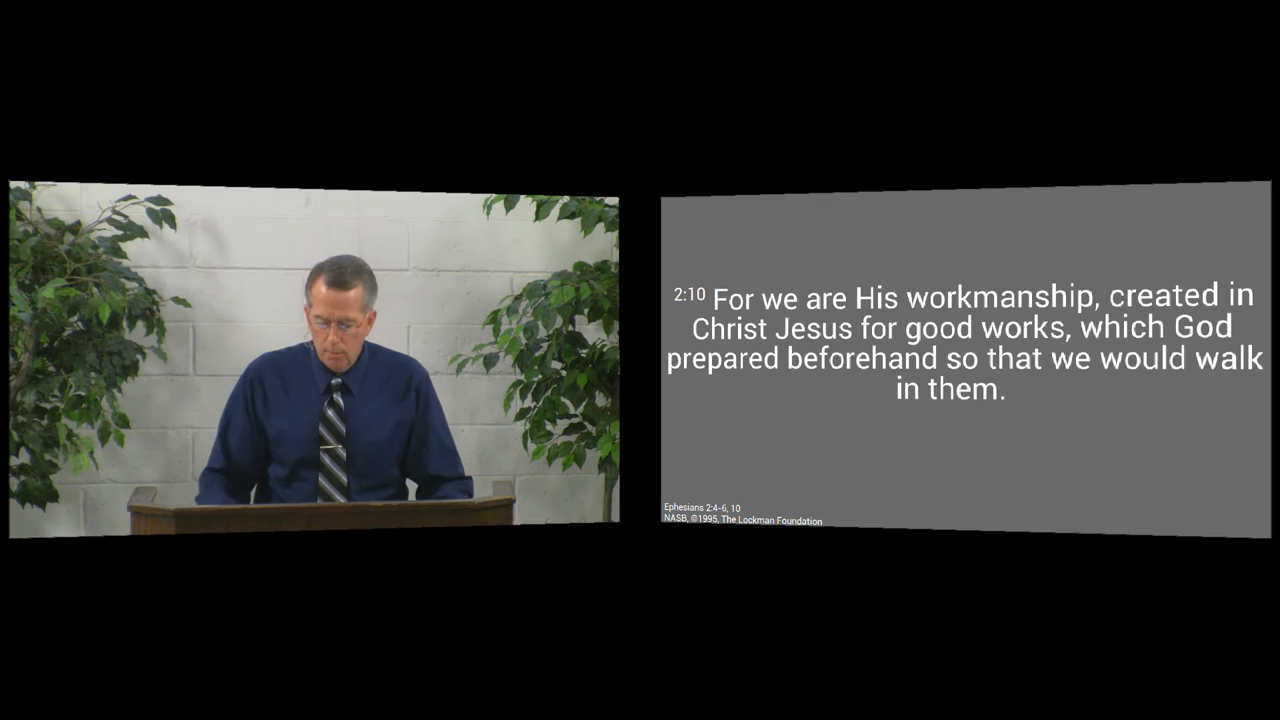 2:10 For we are His workmanship, created in
Christ Jesus for good works, which God
prepared beforehand so that we would walk
in them.
Ephesians 2:4-6, 10
NASB, ©1995, The Lockman Foundation